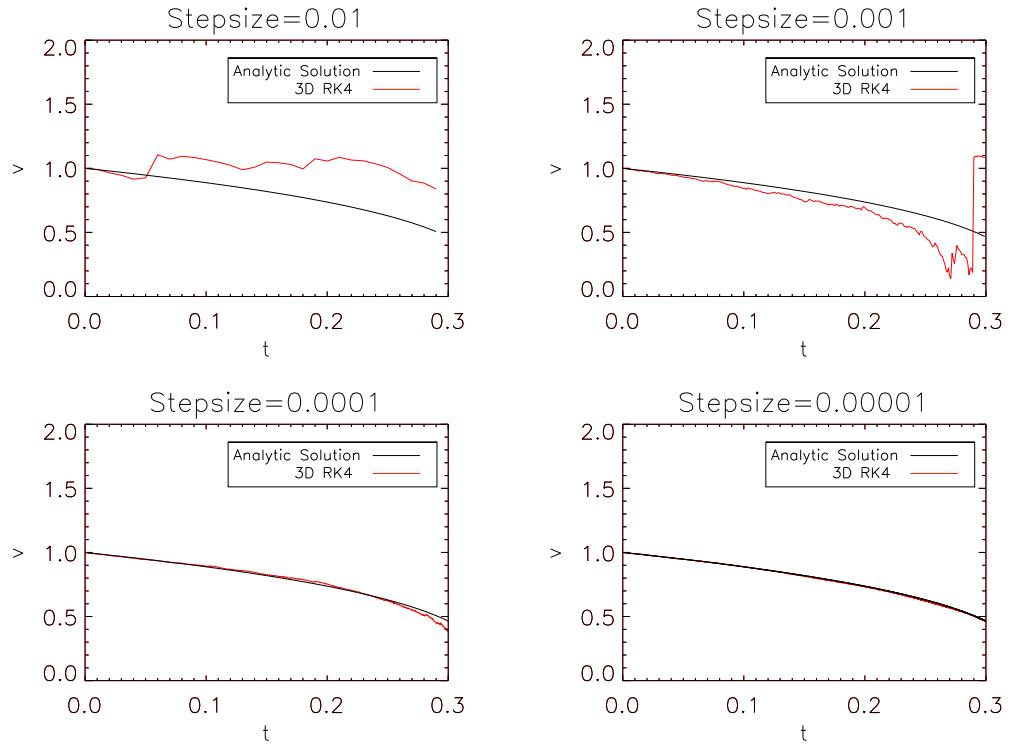 Stepsize=0.01
2.0
Analytic Solution
3D RK4
1.5
v
1.0
0.5
0.0
0.0 0.1 0.2 0.3
t
Stepsize=0.001
2.0
Analytic Solution
3D RK4
1.5
v
1.0
0.5
0.0
0.0 0.1 0.2 0.3
t
Stepsize=0.0001
2.0
Analytic Solution
3D RK4
1.5
v
1.0
0.5
0.0
0.0 0.1 0.2 0.3
t
Stepsize=0.00001
2.0
Analytic Solution
3D RK4
1.5
v
1.0
0.5
0.0
0.0 0.1 0.2 0.3
t